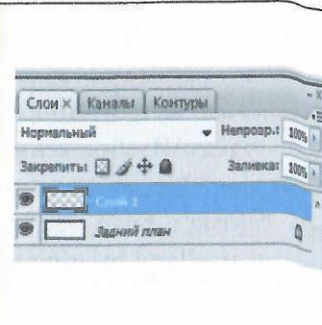 Слои × Каналы Контуры
Нормальный Непрозр.: 100%
Закрепить: Заливка: 100%
Слой 1
Задний план